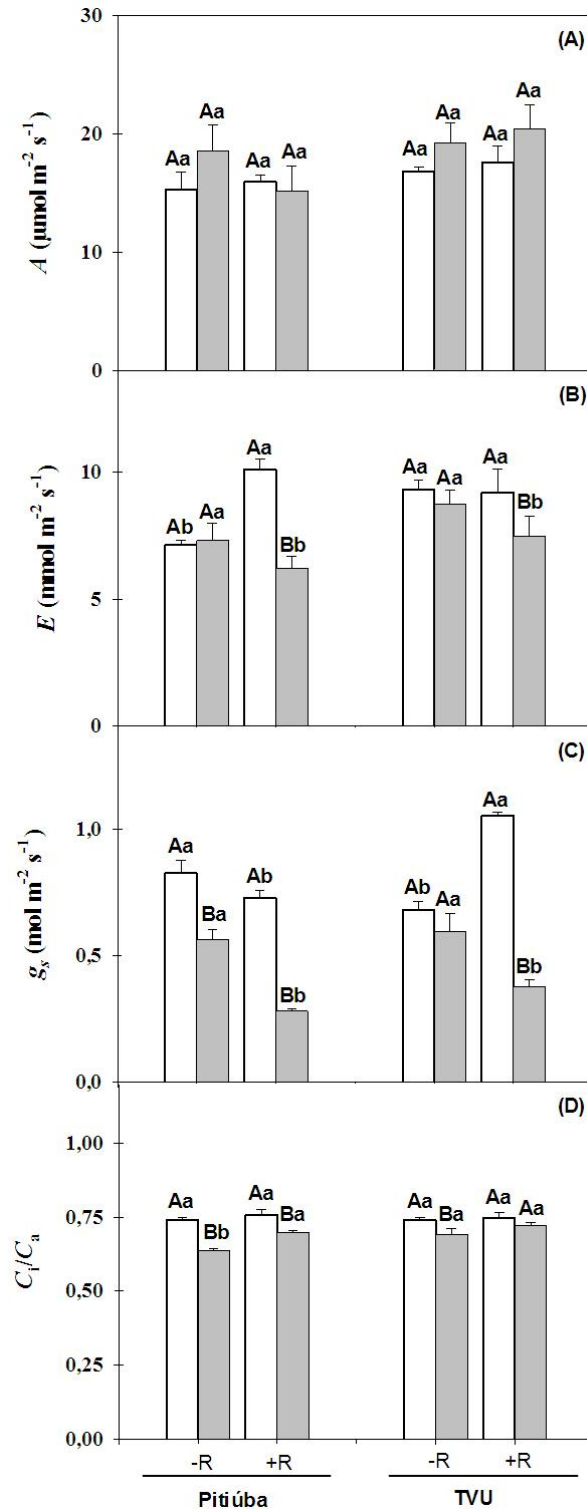 30
(A)
Aa
Aa
Aa
Aa
Aa
Aa
Aa
Aa
20
10
0
A (μmol m⁻² s⁻¹)
(B)
Ab
Aa
Aa
Bb
Aa
Aa
Aa
Bb
10
5
0
E (mmol m⁻² s⁻¹)
(C)
Aa
Ba
Ab
Bb
Ab
Aa
Aa
Bb
1,0
0,5
0,0
gₛ (mol m⁻² s⁻¹)
(D)
1,00
Aa
Bb
Aa
Ba
Aa
Ba
Aa
Aa
0,75
0,50
0,25
0,00
Cᵢ/Cₐ
-R +R -R +R
Pitiúba TVU